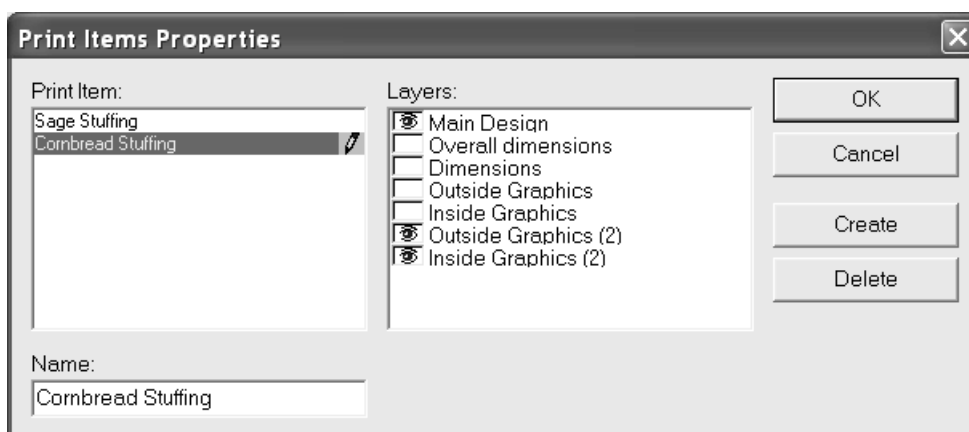 Print Items Properties
Print Item:
Sage Stuffing
Cornbread Stuffing
Layers:
Main Design
Overall dimensions
Dimensions
Outside Graphics
Inside Graphics
Outside Graphics (2)
Inside Graphics (2)
OK
Cancel
Create
Delete
Name:
Cornbread Stuffing